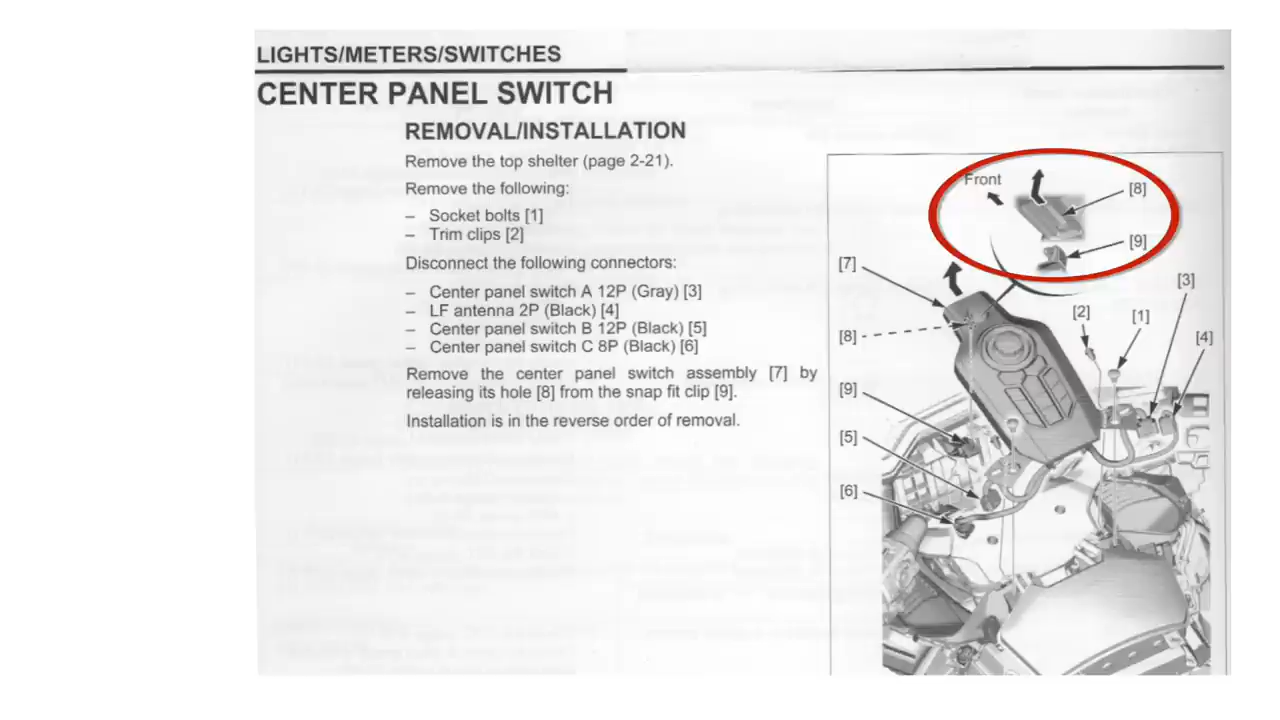 LIGHTS/METERS/SWITCHES
CENTER PANEL SWITCH
REMOVAL/INSTALLATION
Remove the top shelter (page 2-21).
Remove the following:
– Socket bolts [1]
– Trim clips [2]
Disconnect the following connectors:
– Center panel switch A 12P (Gray) [3]
– LF antenna 2P (Black) [4]
– Center panel switch B 12P (Black) [5]
– Center panel switch C 8P (Black) [6]
Remove the center panel switch assembly [7] by
releasing its hole [8] from the snap fit clip [9].
Installation is in the reverse order of removal.
Front
[8]
[9]
[7]
[3]
[2]
[1]
[8]
[4]
[9]
[5]
[6]